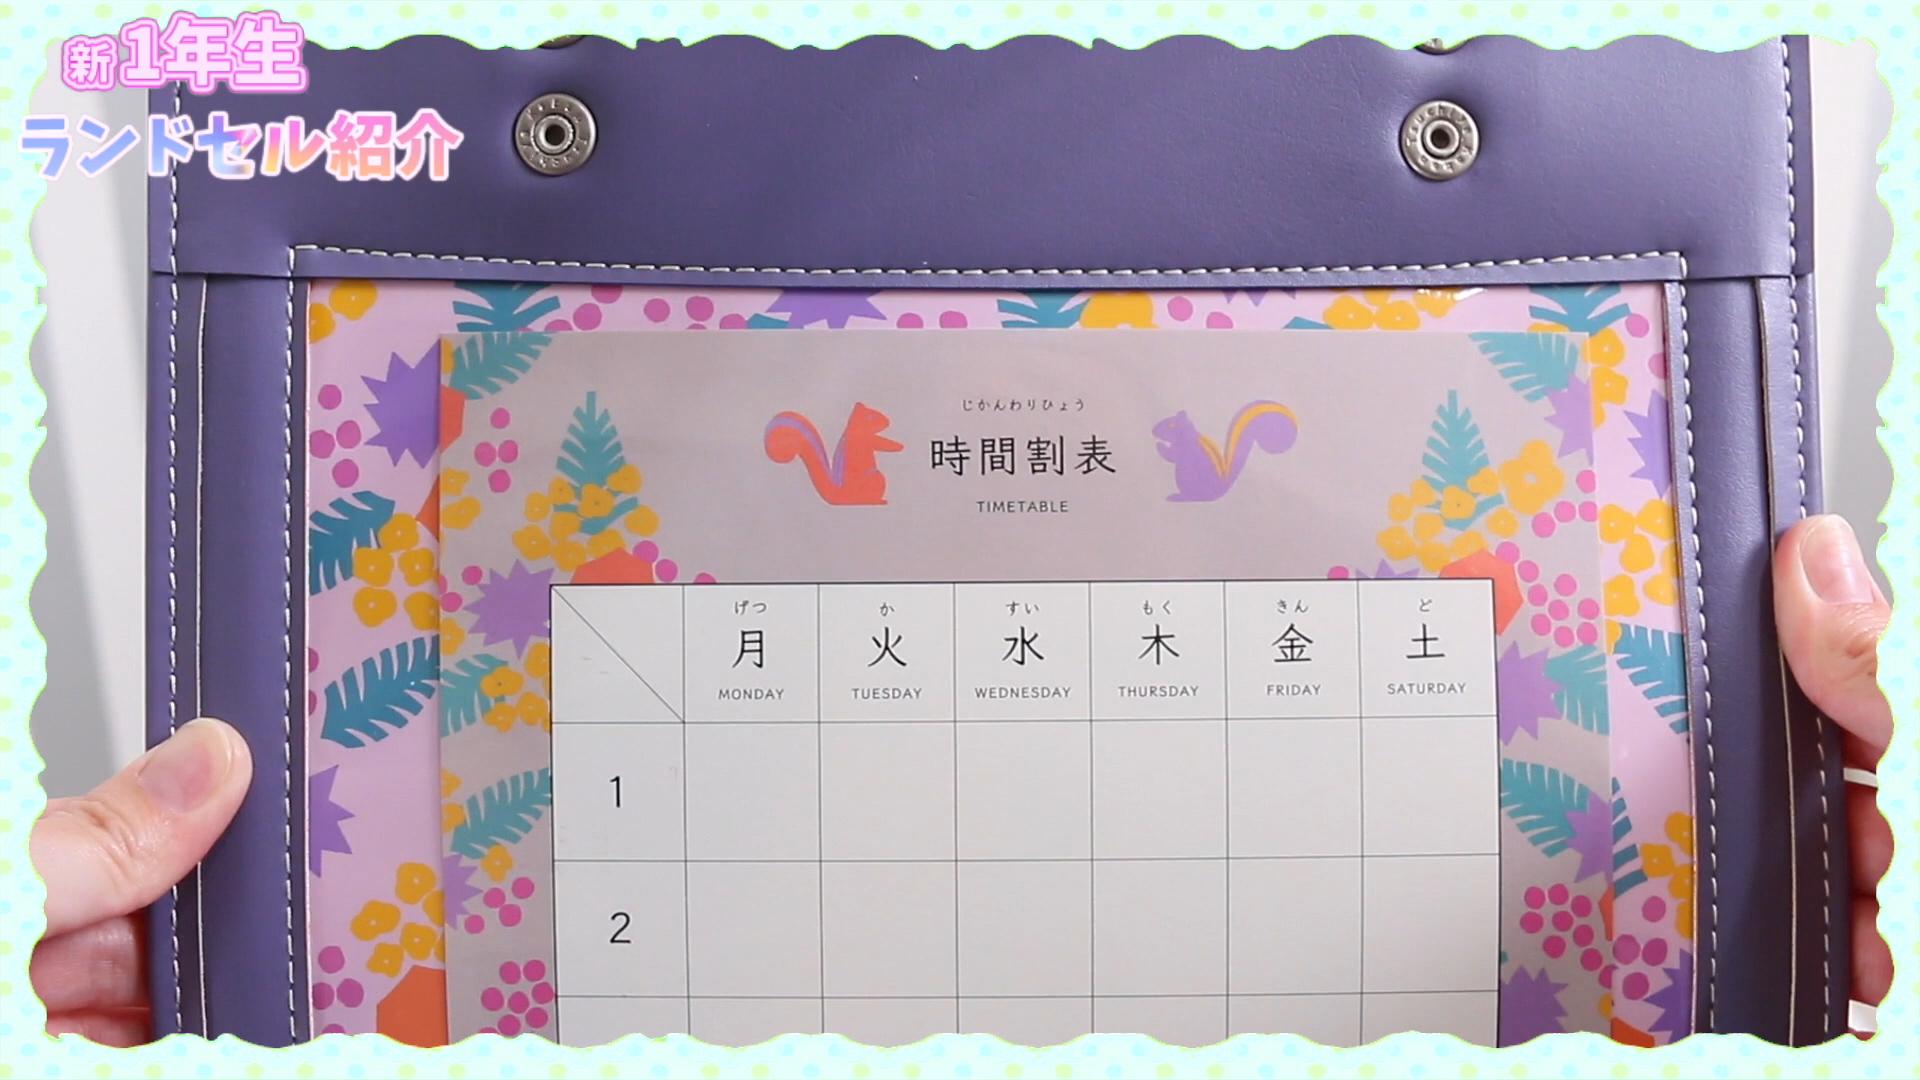 新1年生
ランドセル紹介
じかんわりひょう
時間割表
TIMETABLE
げつ か すい もく きん ど
月 火 水 木 金 土
MONDAY TUESDAY WEDNESDAY THURSDAY FRIDAY SATURDAY
1
2